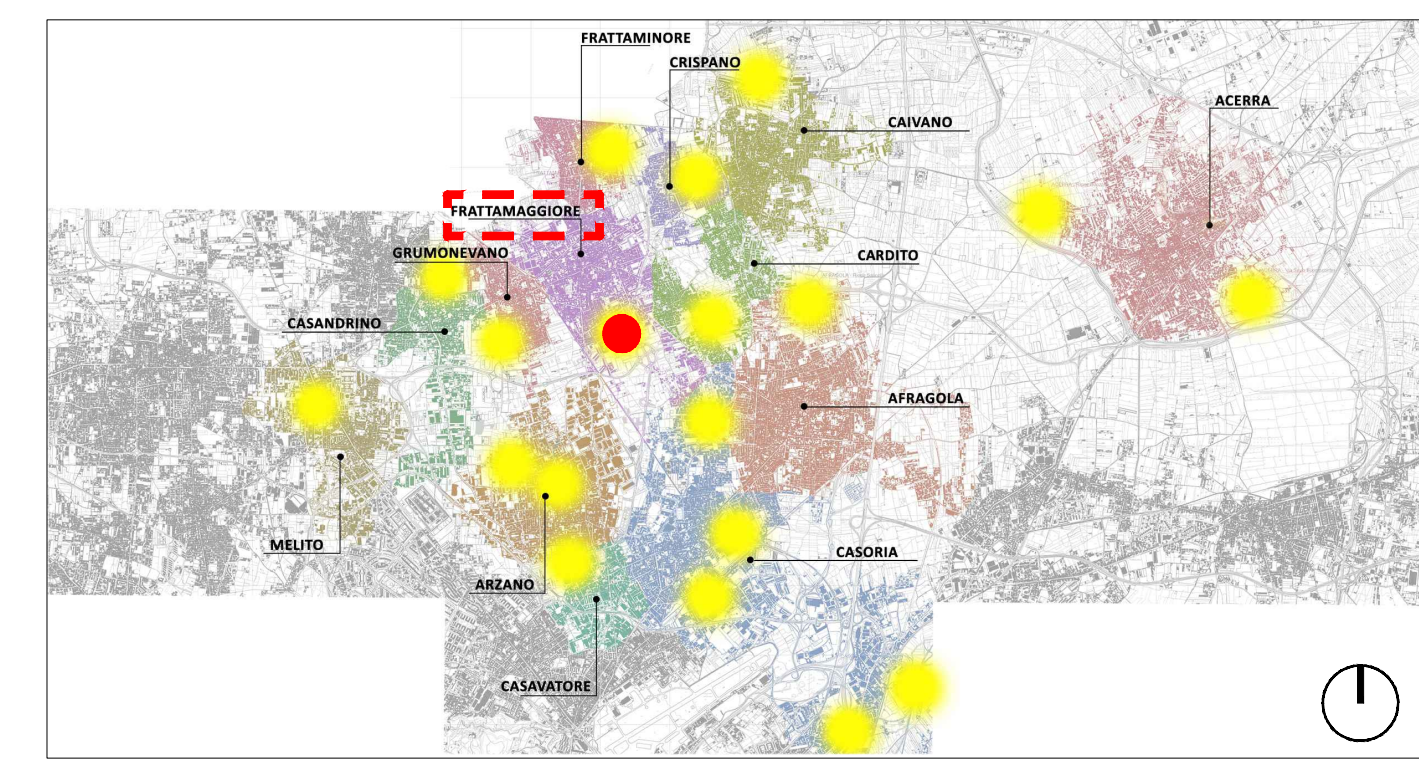 FRATTAMINORE
CRISPANO
ACERRA
CAIVANO
FRATTAMAGGIORE
GRUMONEVANO
CARDITO
CASANDRINO
AFRAGOLA
MELITO
CASORIA
ARZANO
CASAVATORE